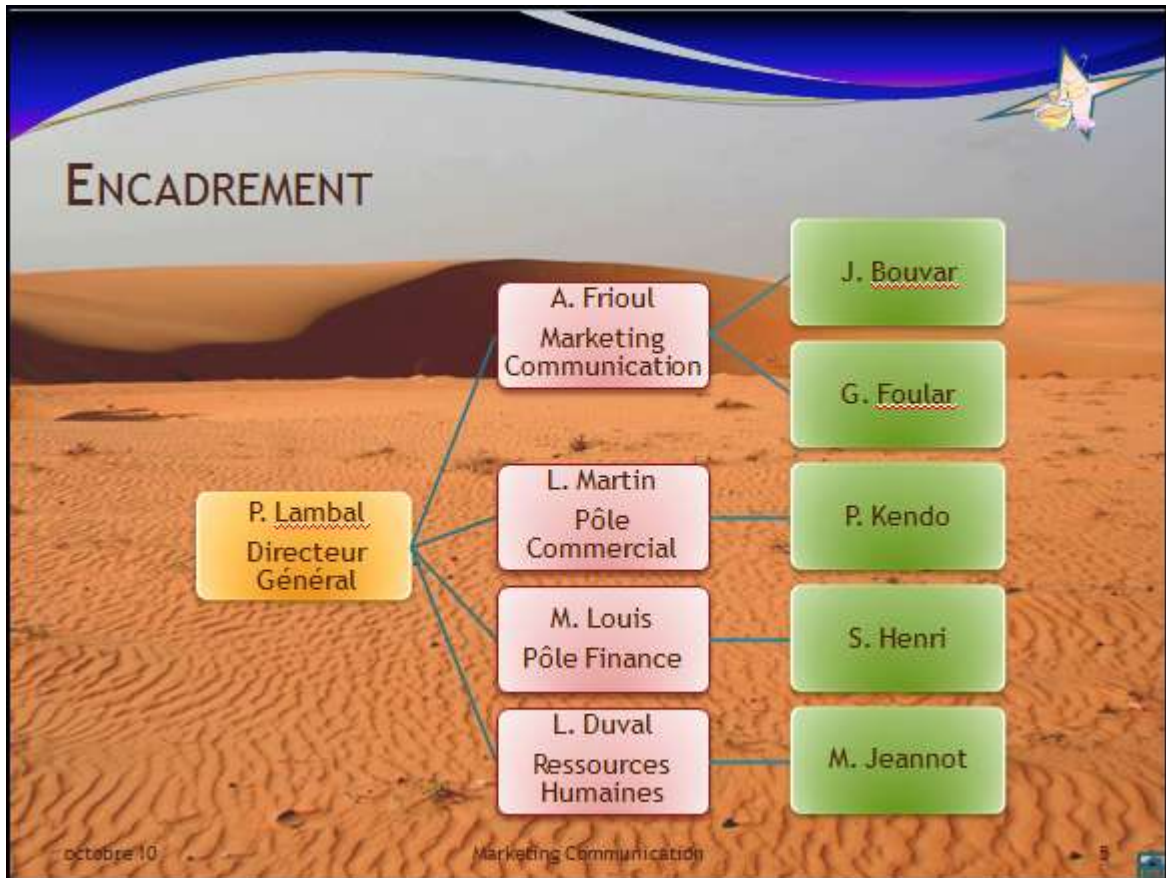 ENCADREMENT
P. Lambal
Directeur
Général
A. Frioul
Marketing
Communication
L. Martin
Pôle
Commercial
M. Louis
Pôle Finance
L. Duval
Ressources
Humaines
J. Bouvar
G. Foular
P. Kendo
S. Henri
M. Jeannot
octobre 10
Marketing Communication